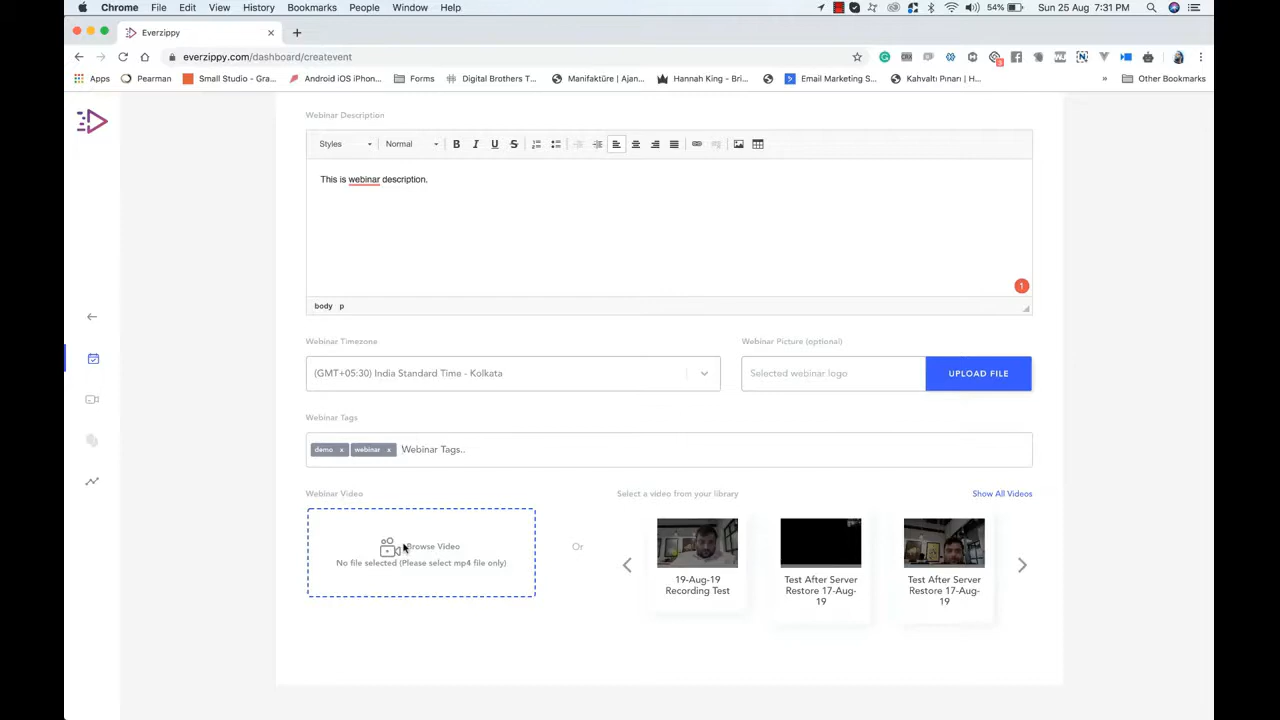 Chrome File Edit View History Bookmarks People Window Help 54% Sun 25 Aug 7:31 PM
Everzippy
everzippy.com/dashboard/createvent
Apps Pearman Small Studio - Gra... Android iOS iPhon... Forms Digital Brothers T... Manifaktüre | Ajan... Hannah King - Bri... Email Marketing S... Kahvaltı Pınarı | H... » Other Bookmarks
Webinar Description
Styles Normal B I U S
This is webinar description.
1
body p
Webinar Timezone Webinar Picture (optional)
(GMT+05:30) India Standard Time - Kolkata Selected webinar logo UPLOAD FILE
Webinar Tags
demo x webinar x Webinar Tags..
Webinar Video Select a video from your library Show All Videos
Browse Video
No file selected (Please select mp4 file only)
Or
19-Aug-19
Recording Test
Test After Server
Restore 17-Aug-
19
Test After Server
Restore 17-Aug-
19